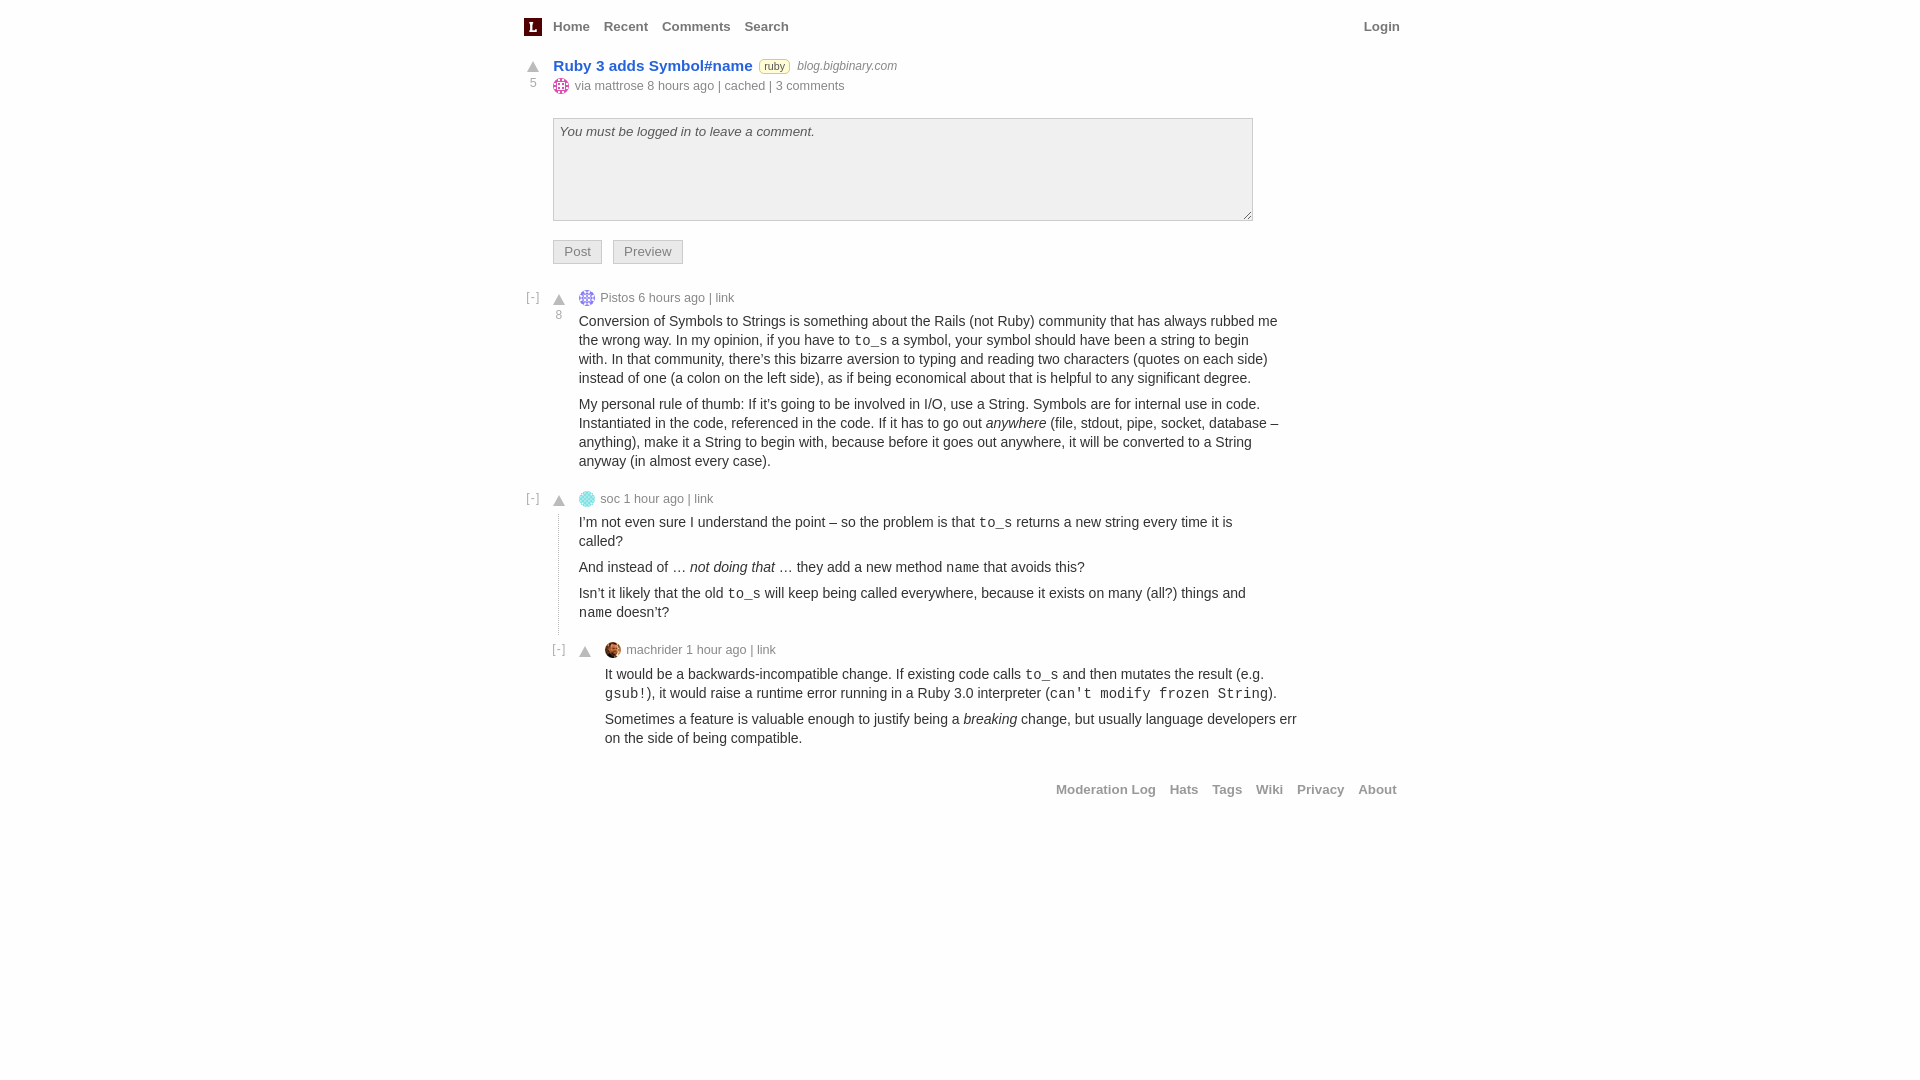 L Home Recent Comments Search Login
Ruby 3 adds Symbol#name ruby blog.bigbinary.com
5
via mattrose 8 hours ago | cached | 3 comments
You must be logged in to leave a comment.
Post Preview
[-] Pistos 6 hours ago | link
8
Conversion of Symbols to Strings is something about the Rails (not Ruby) community that has always rubbed me
the wrong way. In my opinion, if you have to to_s a symbol, your symbol should have been a string to begin
with. In that community, there’s this bizarre aversion to typing and reading two characters (quotes on each side)
instead of one (a colon on the left side), as if being economical about that is helpful to any significant degree.
My personal rule of thumb: If it’s going to be involved in I/O, use a String. Symbols are for internal use in code.
Instantiated in the code, referenced in the code. If it has to go out anywhere (file, stdout, pipe, socket, database –
anything), make it a String to begin with, because before it goes out anywhere, it will be converted to a String
anyway (in almost every case).
[-] soc 1 hour ago | link
I’m not even sure I understand the point – so the problem is that to_s returns a new string every time it is
called?
And instead of … not doing that … they add a new method name that avoids this?
Isn’t it likely that the old to_s will keep being called everywhere, because it exists on many (all?) things and
name doesn’t?
[-] machrider 1 hour ago | link
It would be a backwards-incompatible change. If existing code calls to_s and then mutates the result (e.g.
gsub!), it would raise a runtime error running in a Ruby 3.0 interpreter (can't modify frozen String).
Sometimes a feature is valuable enough to justify being a breaking change, but usually language developers err
on the side of being compatible.
Moderation Log Hats Tags Wiki Privacy About